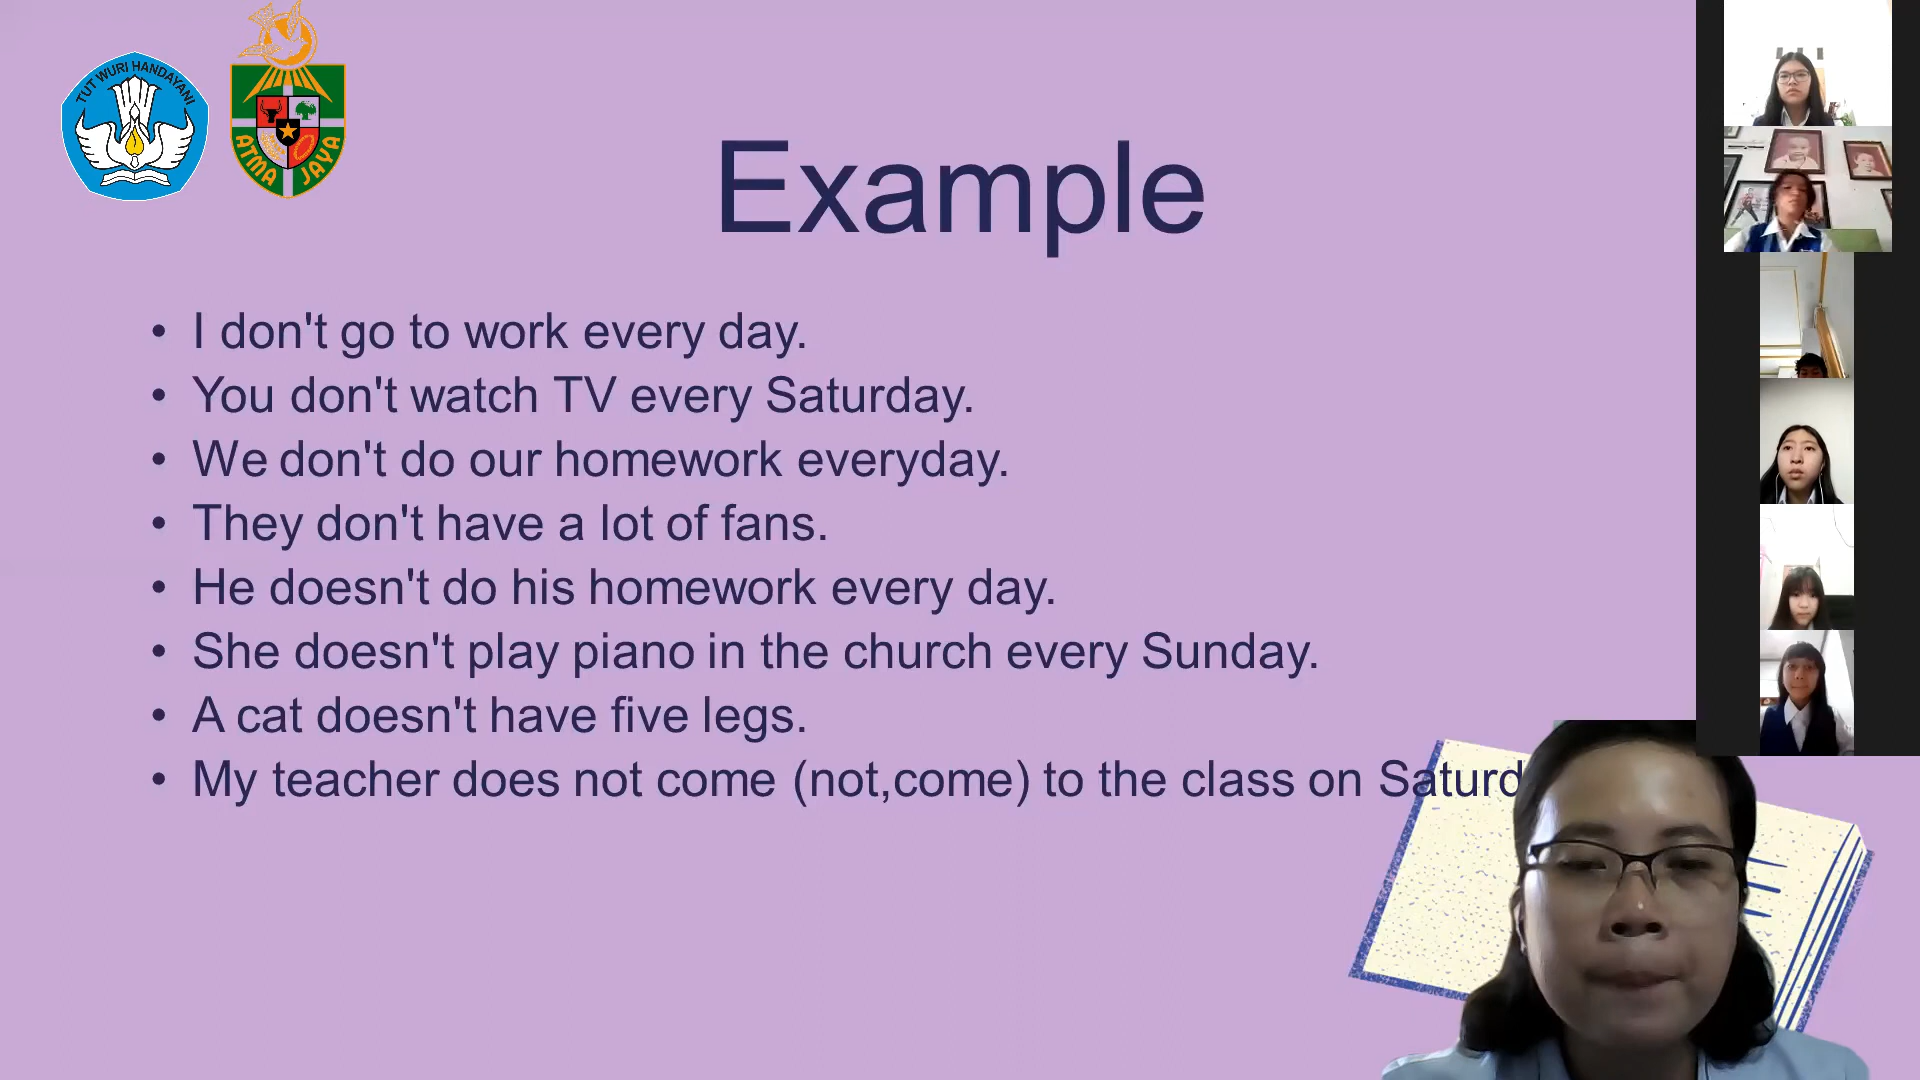 TUT WURI HANDAYANI
ATMA JAYA
Example
• I don't go to work every day.
• You don't watch TV every Saturday.
• We don't do our homework everyday.
• They don't have a lot of fans.
• He doesn't do his homework every day.
• She doesn't play piano in the church every Sunday.
• A cat doesn't have five legs.
• My teacher does not come (not,come) to the class on